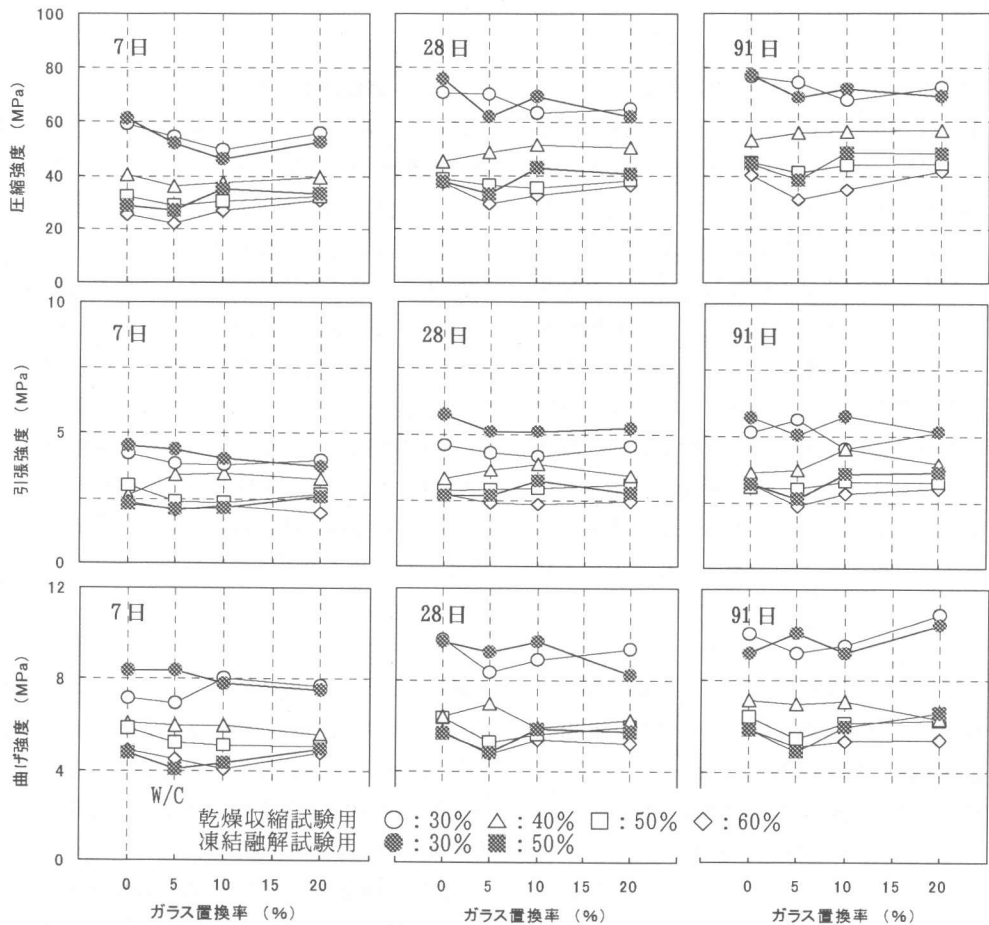 100
80
60
40
20
0
圧縮強度 (MPa)
7日
28日
91日
10
5
0
引張強度 (MPa)
7日
28日
91日
12
8
4
0
曲げ強度 (MPa)
7日
28日
91日
W/C
乾燥収縮試験用 ○:30% △:40% □:50% ◇:60%
凍結融解試験用 ●:30% ■:50%
0 5 10 15 20 0 5 10 15 20 0 5 10 15 20
ガラス置換率 (%) ガラス置換率 (%) ガラス置換率 (%)